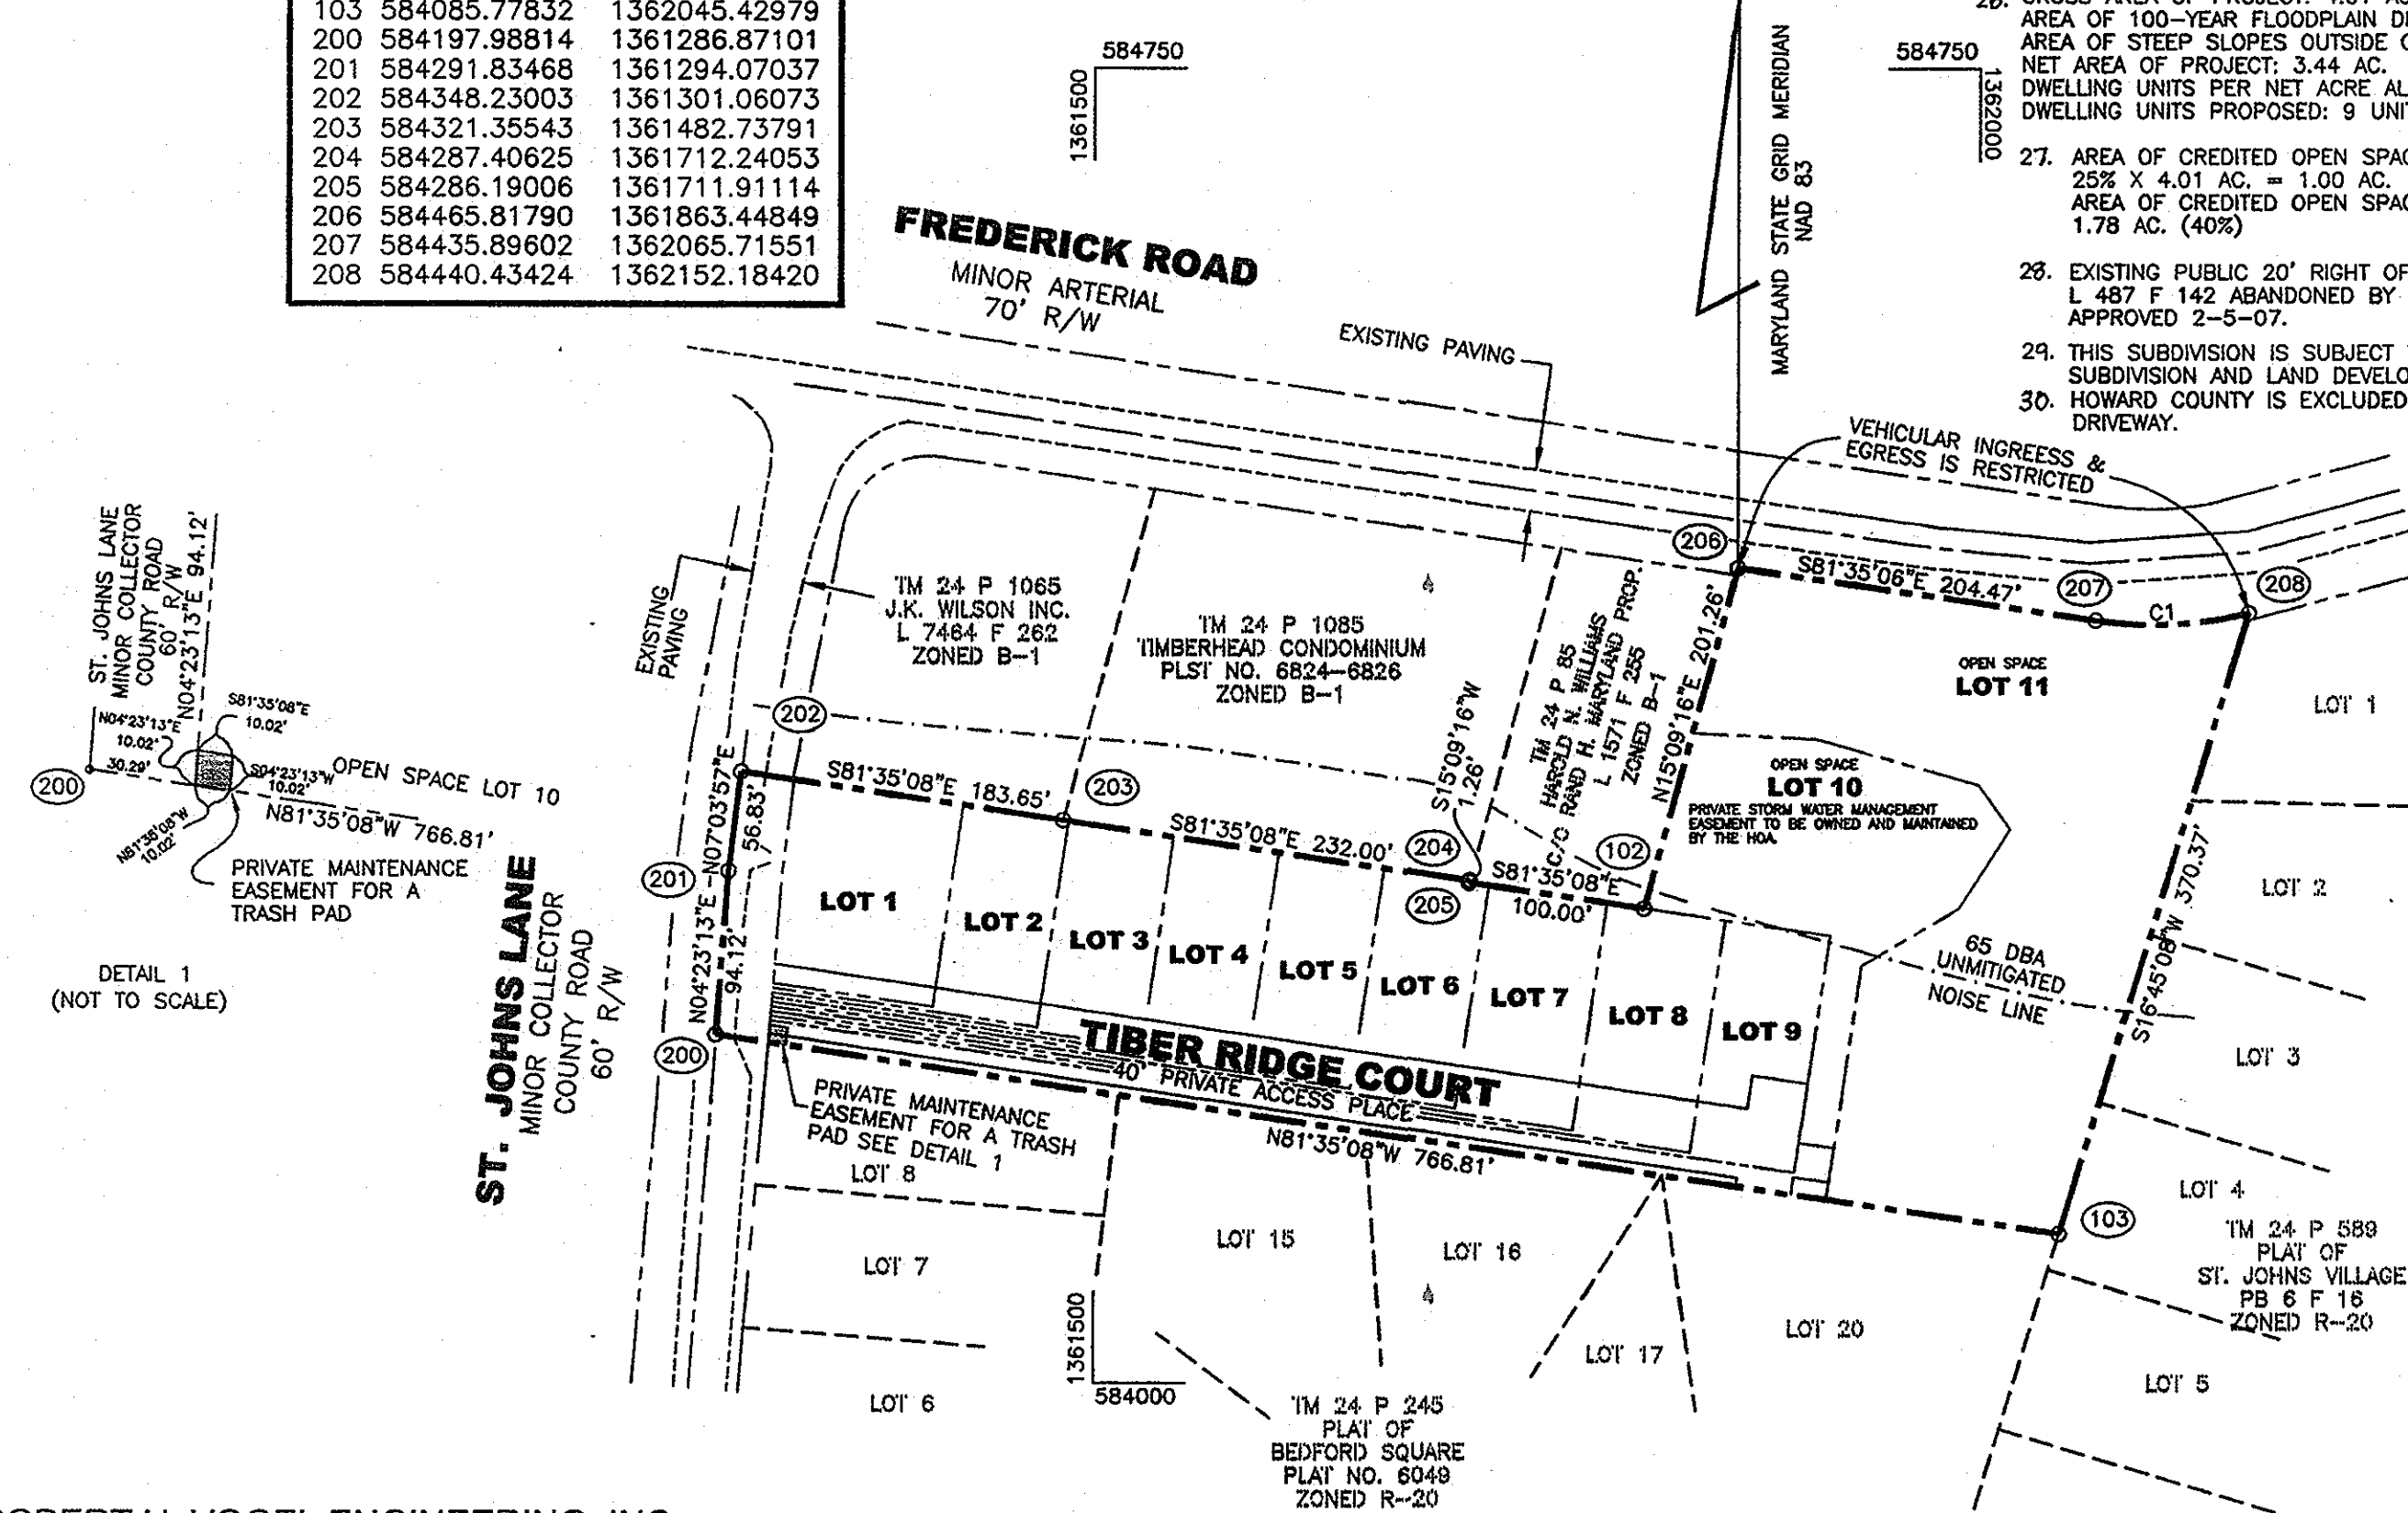 103 584085.77832 1362045.42979
200 584197.98814 1361286.87101
201 584291.83468 1361294.07037
202 584348.23003 1361301.06073
203 584321.35543 1361482.73791
204 584287.40625 1361712.24053
205 584286.19006 1361711.91114
206 584465.81790 1361863.44849
207 584435.89602 1362065.71551
208 584440.43424 1362152.18420
584750
1361500
584750
1362000
MARYLAND STATE GRID MERIDIAN
NAD 83
AREA OF 100-YEAR FLOODPLAIN
AREA OF STEEP SLOPES OUTSIDE
NET AREA OF PROJECT: 3.44 AC.
DWELLING UNITS PER NET ACRE
DWELLING UNITS PROPOSED: 9
27. AREA OF CREDITED OPEN
25% X 4.01 AC. = 1.00 AC.
AREA OF CREDITED OPEN
1.78 AC. (40%)
28. EXISTING PUBLIC 20' RIGHT OF
L 487 F 142 ABANDONED BY
APPROVED 2-5-07.
29. THIS SUBDIVISION IS SUBJECT
SUBDIVISION AND LAND
30. HOWARD COUNTY IS EXCLUDED
DRIVEWAY.
FREDERICK ROAD
MINOR ARTERIAL
70' R/W
EXISTING PAVING
VEHICULAR INGREESS &
EGRESS IS RESTRICTED
ST. JOHNS LANE
MINOR COLLECTOR
COUNTY ROAD
60' R/W
N04°23'13"E 94.12'
S81°35'08"E
10.02'
N04°23'13"E
10.02'
30.29'
S04°23'13"W
10.02'
N81°35'08"W
10.02'
200
OPEN SPACE LOT 10
N81°35'08"W 766.81'
PRIVATE MAINTENANCE
EASEMENT FOR A
TRASH PAD
DETAIL 1
(NOT TO SCALE)
EXISTING
PAVING
TM 24 P 1065
J.K. WILSON INC.
L 7464 F 262
ZONED B-1
TM 24 P 1085
TIMBERHEAD CONDOMINIUM
PLST NO. 6824-6826
ZONED B-1
TM 24 P 85
HAROLD N. WILLIAMS
C/O RAND H. MARYLAND PROP.
L 1571 F 255
ZONED B-1
S15°09'16"W
1.26'
N15°09'16"E 201.26'
206
S81°35'06"E 204.47'
207
C1
208
OPEN SPACE
LOT 11
OPEN SPACE
LOT 10
PRIVATE STORM WATER MANAGEMENT
EASEMENT TO BE OWNED AND MAINTAINED
BY THE HOA.
LOT 1
LOT 2
LOT 3
LOT 4
LOT 5
202
S81°35'08"E 183.65'
203
S81°35'08"E 232.00'
204
205
S81°35'08"E
100.00'
102
N07°03'57"E
56.83'
201
N04°23'13"E
94.12'
200
LOT 1
LOT 2
LOT 3
LOT 4
LOT 5
LOT 6
LOT 7
LOT 8
LOT 9
65 DBA
UNMITIGATED
NOISE LINE
S16°45'08"W 370.37'
103
ST. JOHNS LANE
MINOR COLLECTOR
COUNTY ROAD
60' R/W
TIBER RIDGE COURT
40' PRIVATE ACCESS PLACE
N81°35'08"W 766.81'
PRIVATE MAINTENANCE
EASEMENT FOR A TRASH
PAD SEE DETAIL 1
LOT 8
LOT 7
LOT 6
LOT 15
LOT 16
LOT 17
LOT 20
1361500
584000
TM 24 P 245
PLAT OF
BEDFORD SQUARE
PLAT NO. 6049
ZONED R-20
TM 24 P 589
PLAT OF
ST. JOHNS VILLAGE
PB 6 F 16
ZONED R-20